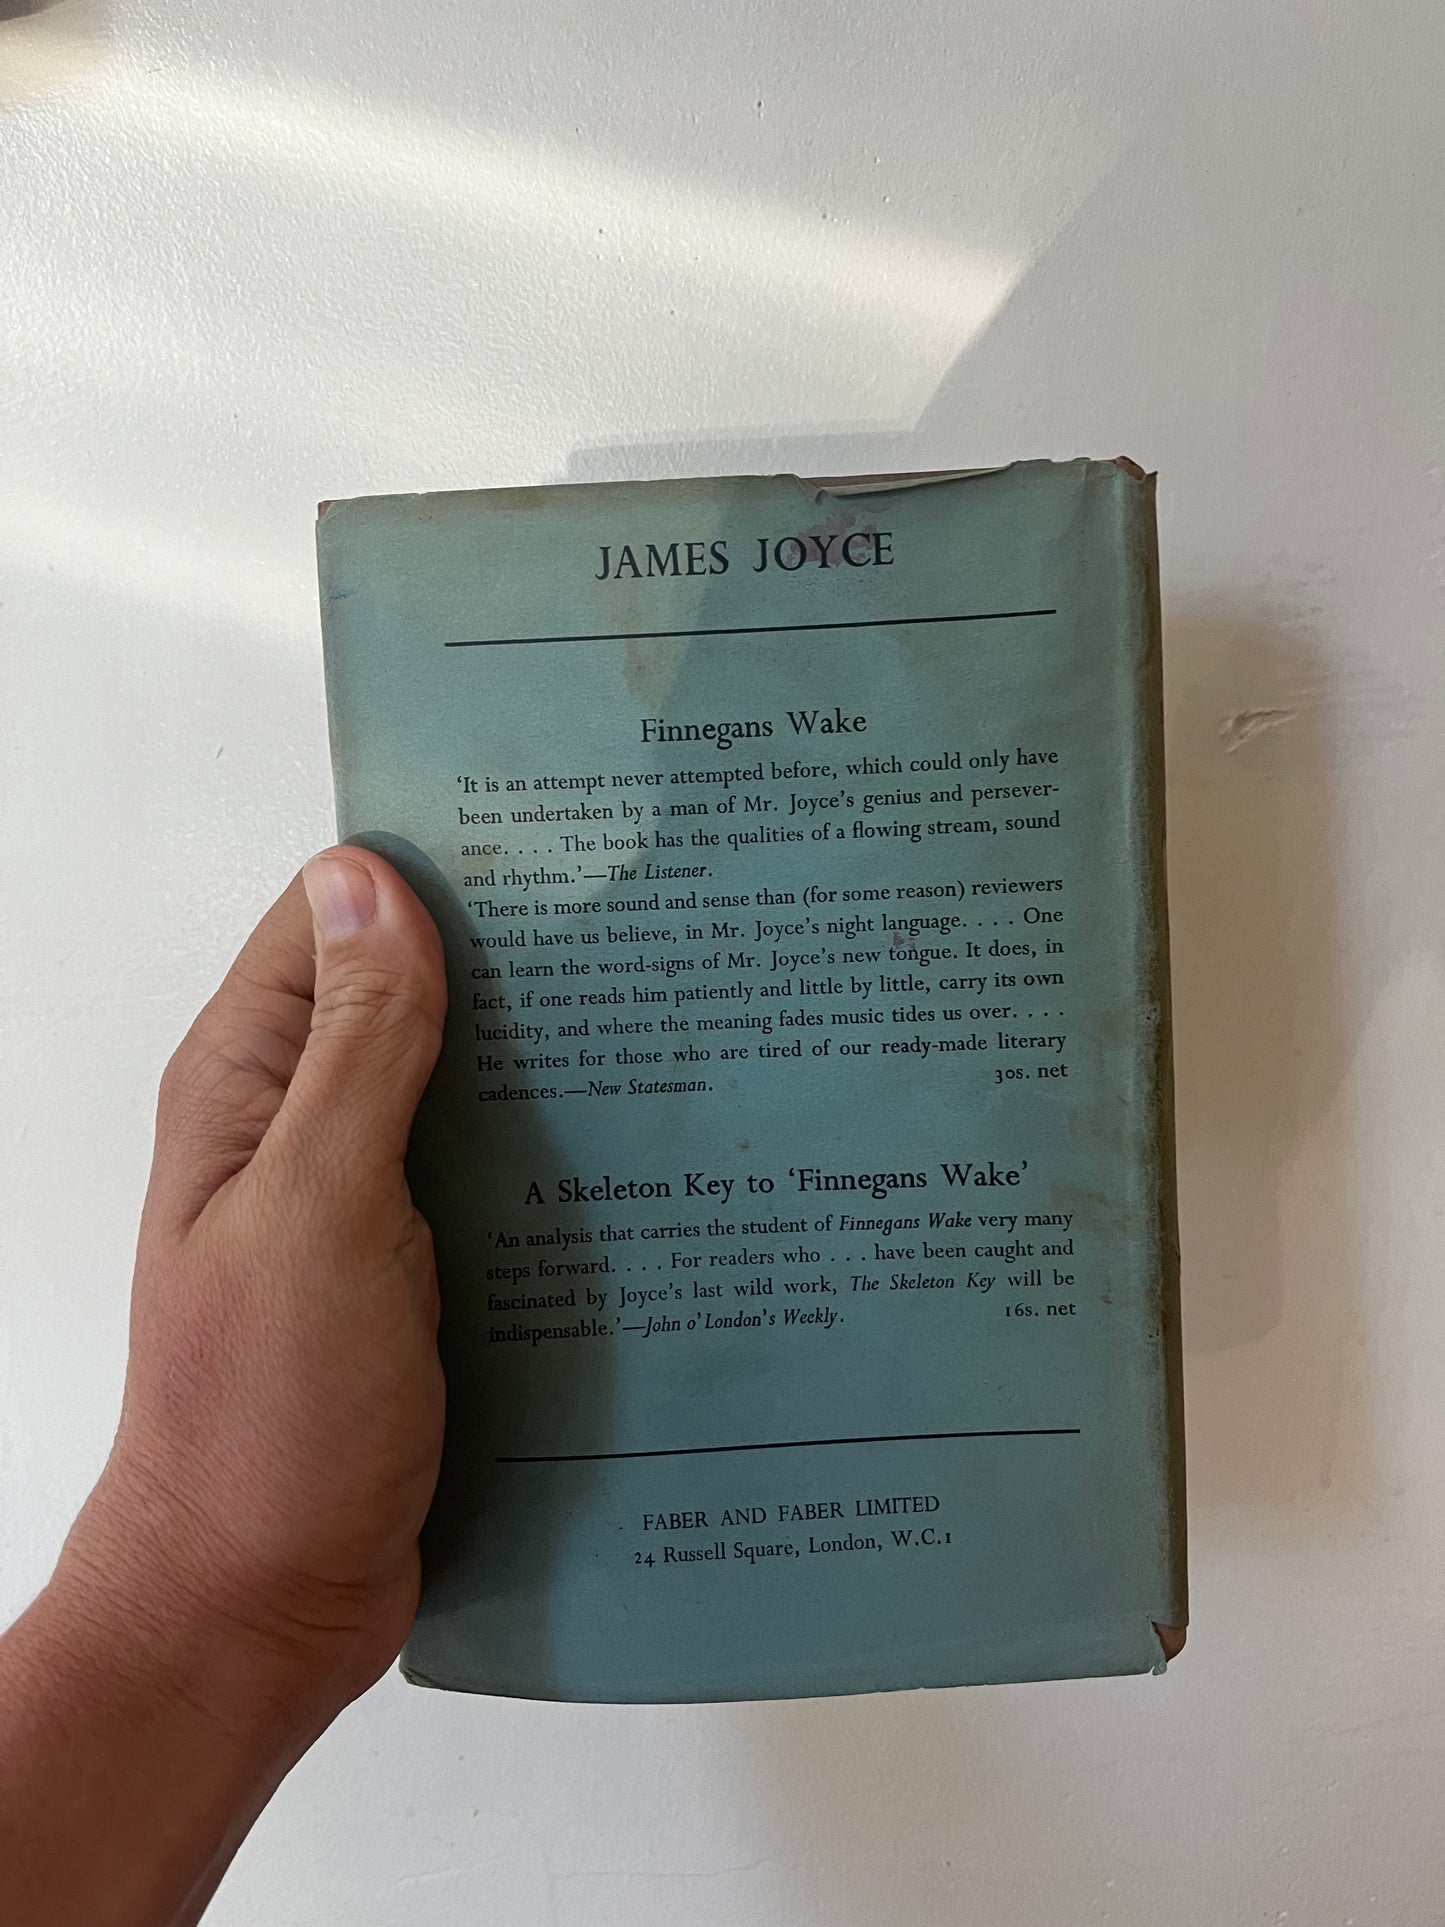 JAMES JOYCE
Finnegans Wake
‘It is an attempt never attempted before, which could only have
been undertaken by a man of Mr. Joyce’s genius and persever-
ance. . . . The book has the qualities of a flowing stream, sound
and rhythm.’—The Listener.
‘There is more sound and sense than (for some reason) reviewers
would have us believe, in Mr. Joyce’s night language. . . . One
can learn the word-signs of Mr. Joyce’s new tongue. It does, in
fact, if one reads him patiently and little by little, carry its own
lucidity, and where the meaning fades music tides us over. . . .
He writes for those who are tired of our ready-made literary
cadences.—New Statesman. 30s. net
A Skeleton Key to ‘Finnegans Wake’
‘An analysis that carries the student of Finnegans Wake very many
steps forward. . . . For readers who . . . have been caught and
fascinated by Joyce’s last wild work, The Skeleton Key will be
indispensable.’—John o’ London’s Weekly. 16s. net
FABER AND FABER LIMITED
24 Russell Square, London, W.C.1